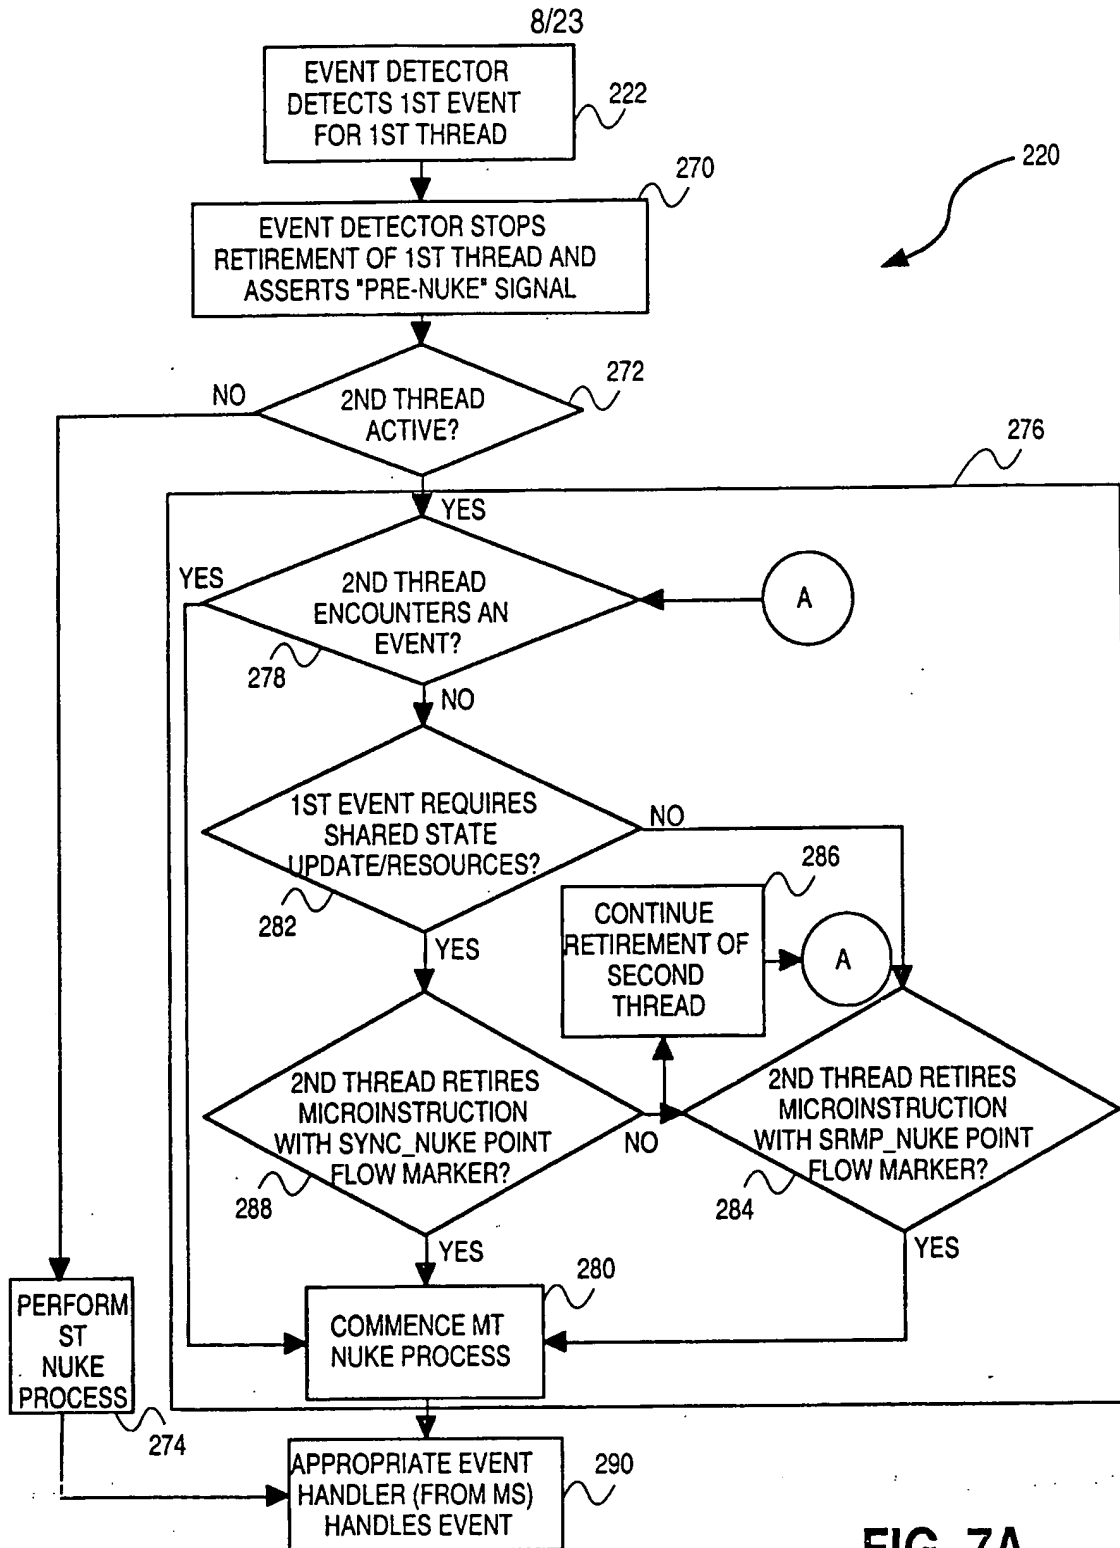 8/23
EVENT DETECTOR
DETECTS 1ST EVENT
FOR 1ST THREAD
222
220
270
EVENT DETECTOR STOPS
RETIREMENT OF 1ST THREAD AND
ASSERTS "PRE-NUKE" SIGNAL
NO
2ND THREAD
ACTIVE?
272
276
YES
YES
2ND THREAD
ENCOUNTERS AN
EVENT?
A
278
NO
1ST EVENT REQUIRES
SHARED STATE
UPDATE/RESOURCES?
NO
282
286
CONTINUE
RETIREMENT OF
SECOND
THREAD
A
YES
2ND THREAD RETIRES
MICROINSTRUCTION
WITH SYNC_NUKE POINT
FLOW MARKER?
NO
288
2ND THREAD RETIRES
MICROINSTRUCTION
WITH SRMP_NUKE POINT
FLOW MARKER?
284
YES
YES
280
COMMENCE MT
NUKE PROCESS
PERFORM
ST
NUKE
PROCESS
274
APPROPRIATE EVENT
HANDLER (FROM MS)
HANDLES EVENT
290
FIG. 7A